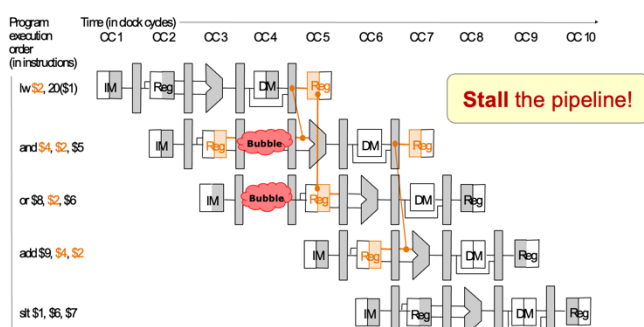 Program execution order (in instructions)
Time (in clock cycles)
CC 1 CC 2 CC 3 CC 4 CC 5 CC 6 CC 7 CC 8 CC 9 CC 10
lw $2, 20($1) IM Reg DM Reg
Stall the pipeline!
and $4, $2, $5 IM Reg Bubble DM Reg
or $8, $2, $6 IM Bubble Reg DM Reg
add $9, $4, $2 IM Reg DM Reg
slt $1, $6, $7 IM Reg DM Reg